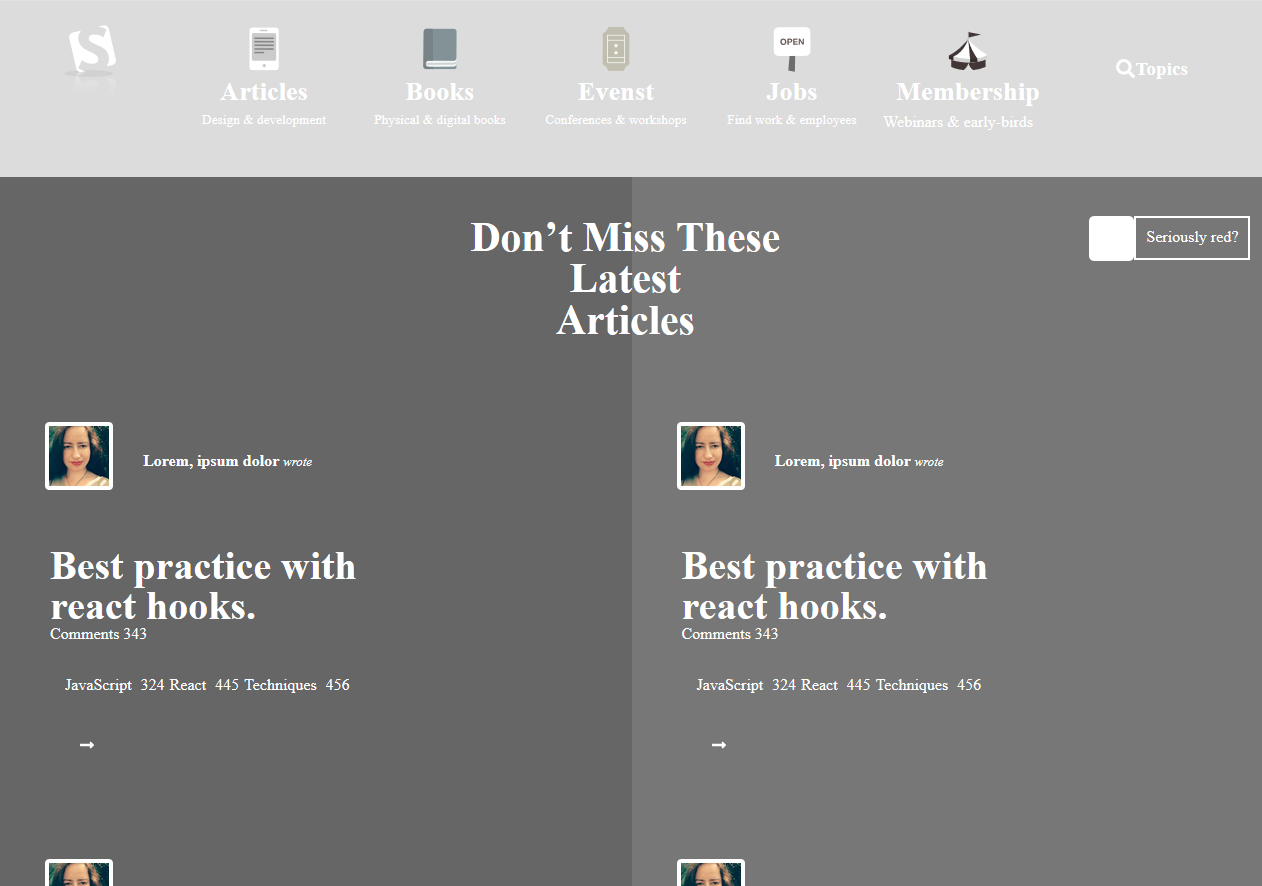 S
OPEN
Articles
Books
Evenst
Jobs
Membership
Topics
Design & development
Physical & digital books
Conferences & workshops
Find work & employees
Webinars & early-birds
Don’t Miss These
Latest
Articles
Seriously red?
Lorem, ipsum dolor wrote
Best practice with
react hooks.
Comments 343
JavaScript 324 React 445 Techniques 456
Lorem, ipsum dolor wrote
Best practice with
react hooks.
Comments 343
JavaScript 324 React 445 Techniques 456